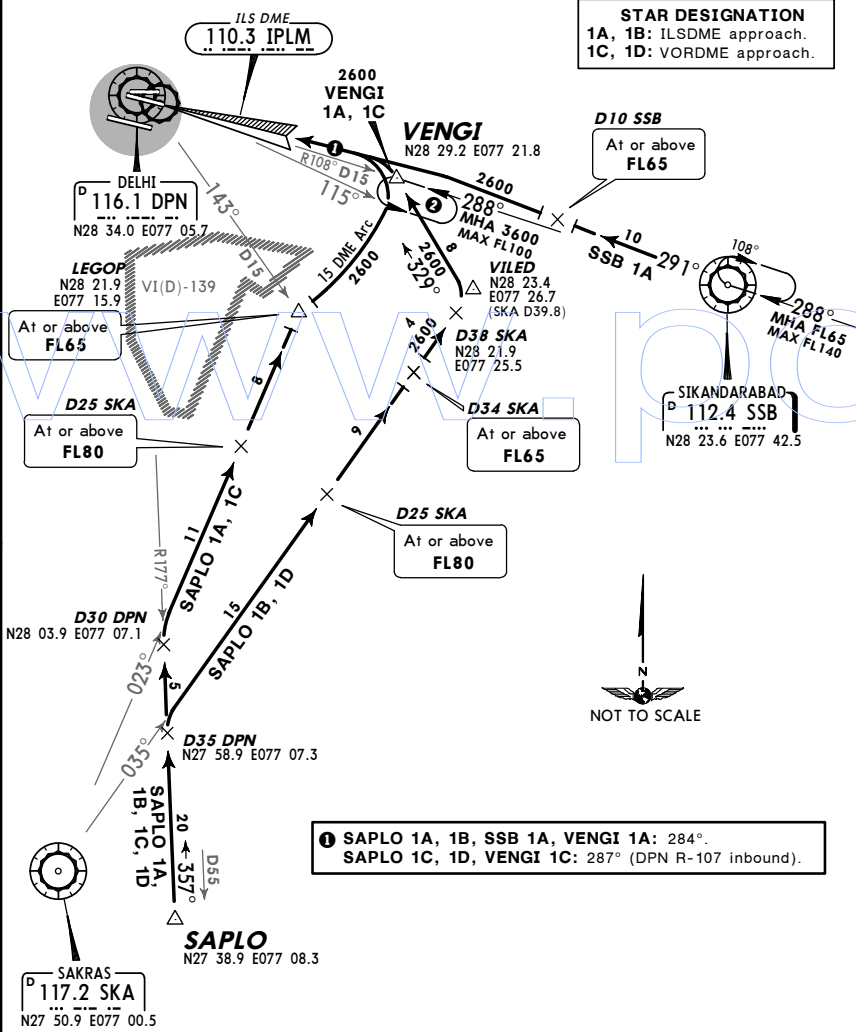 ILS DME
110.3 IPLM
STAR DESIGNATION
1A, 1B: ILSDME approach.
1C, 1D: VORDME approach.
2600
VENGI
1A, 1C
VENGI
N28 29.2 E077 21.8
D10 SSB
At or above
FL65
1
R108° D15
115°
2600
2
288°
MHA 3600
MAX FL100
10
291°
SSB 1A
108°
288°
MHA FL65
MAX FL140
DELHI
D 116.1 DPN
N28 34.0 E077 05.7
143°
D15
15 DME Arc
2600
8
2600
329°
VILED
N28 23.4
E077 26.7
(SKA D39.8)
LEGOP
N28 21.9
E077 15.9
VI(D)-139
At or above
FL65
4
2600
D38 SKA
N28 21.9
E077 25.5
SIKANDARABAD
D 112.4 SSB
N28 23.6 E077 42.5
8
D25 SKA
At or above
FL80
9
D34 SKA
At or above
FL65
D25 SKA
At or above
FL80
11
SAPLO 1A, 1C
R177°
15
SAPLO 1B, 1D
D30 DPN
N28 03.9 E077 07.1
023°
5
035°
D35 DPN
N27 58.9 E077 07.3
N
NOT TO SCALE
SAPLO 1A,
1B, 1C, 1D
20
357°
D55
1 SAPLO 1A, 1B, SSB 1A, VENGI 1A: 284°.
SAPLO 1C, 1D, VENGI 1C: 287° (DPN R-107 inbound).
SAPLO
N27 38.9 E077 08.3
SAKRAS
D 117.2 SKA
N27 50.9 E077 00.5
www.pc